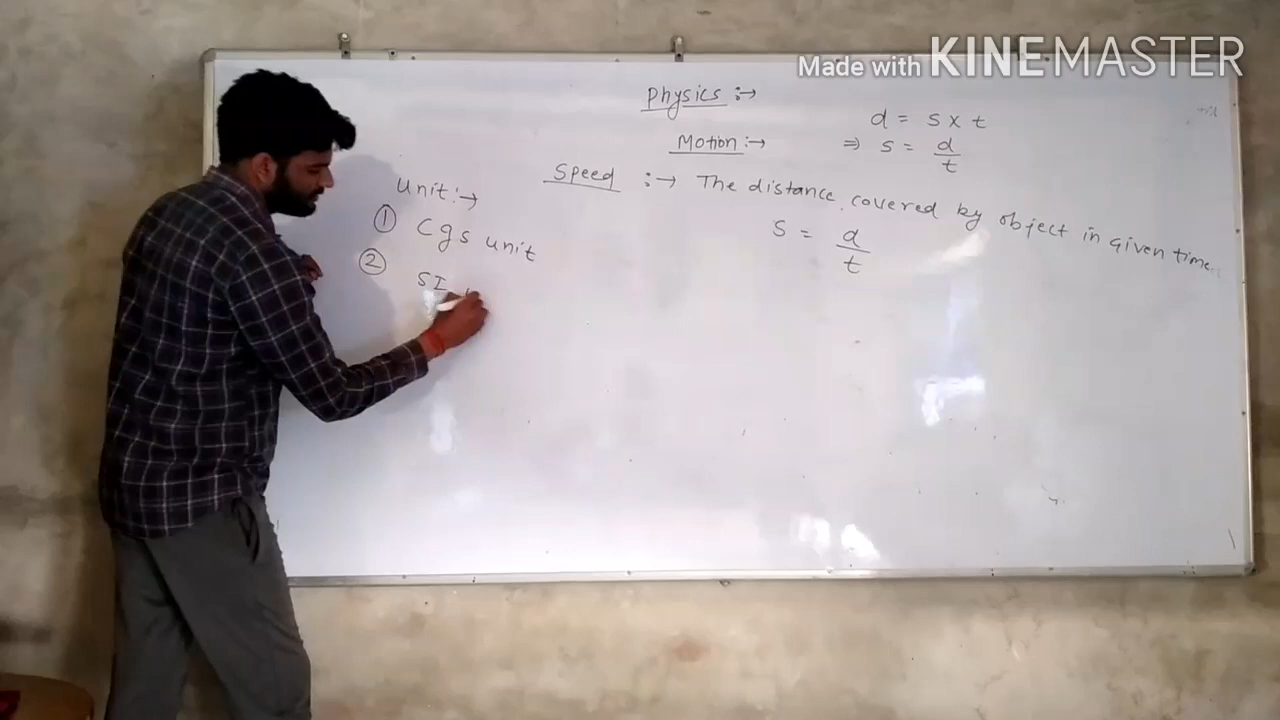 Made with KINEMASTER
Physics :→
d = s x t
Motion :→
⇒ s = d/t
Speed :→ The distance covered by object in given time.
s = d/t
Unit :→
① Cgs unit
② SI